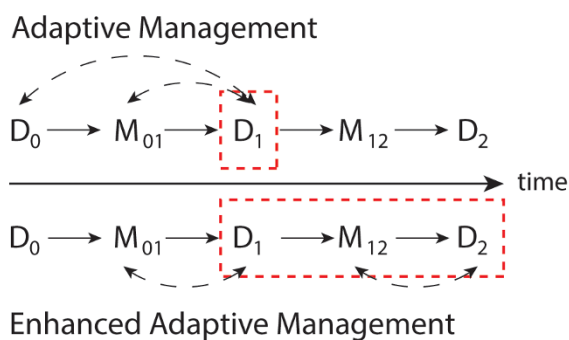 Adaptive Management
D0 M01 D1 M12 D2
time
D0 M01 D1 M12 D2
Enhanced Adaptive Management